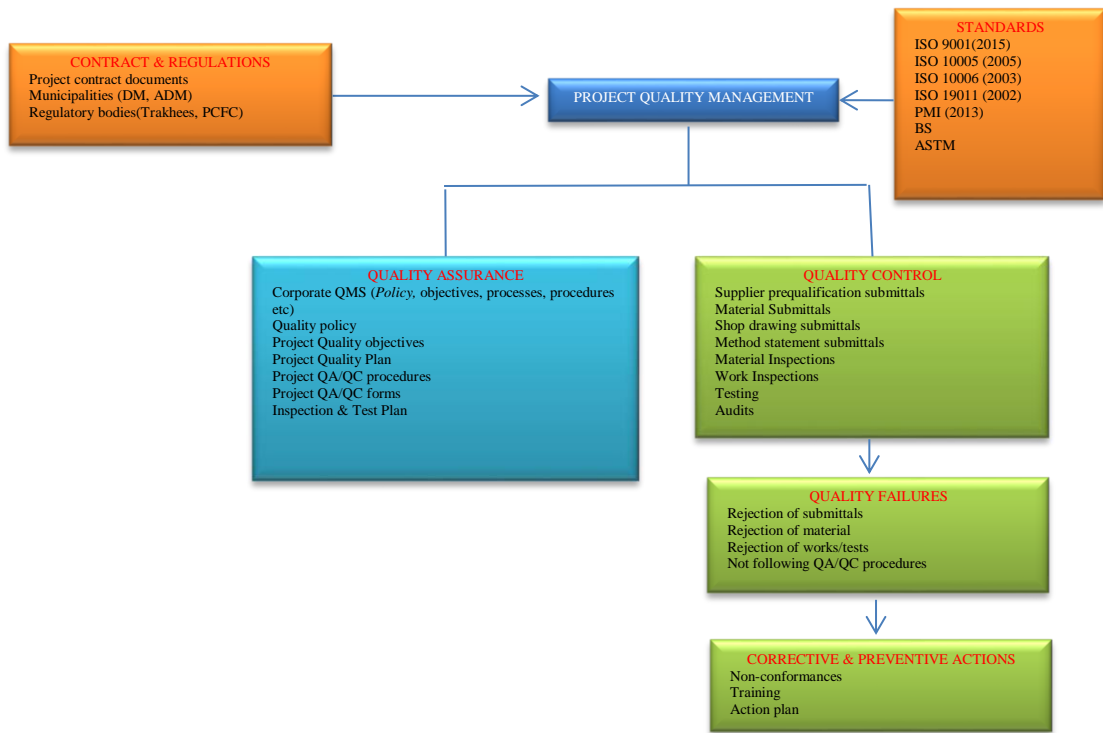 CONTRACT & REGULATIONS
Project contract documents
Municipalities (DM, ADM)
Regulatory bodies(Trakhees, PCFC)
PROJECT QUALITY MANAGEMENT
STANDARDS
ISO 9001(2015)
ISO 10005 (2005)
ISO 10006 (2003)
ISO 19011 (2002)
PMI (2013)
BS
ASTM
QUALITY ASSURANCE
Corporate QMS (Policy, objectives, processes, procedures
etc)
Quality policy
Project Quality objectives
Project Quality Plan
Project QA/QC procedures
Project QA/QC forms
Inspection & Test Plan
QUALITY CONTROL
Supplier prequalification submittals
Material Submittals
Shop drawing submittals
Method statement submittals
Material Inspections
Work Inspections
Testing
Audits
QUALITY FAILURES
Rejection of submittals
Rejection of material
Rejection of works/tests
Not following QA/QC procedures
CORRECTIVE & PREVENTIVE ACTIONS
Non-conformances
Training
Action plan